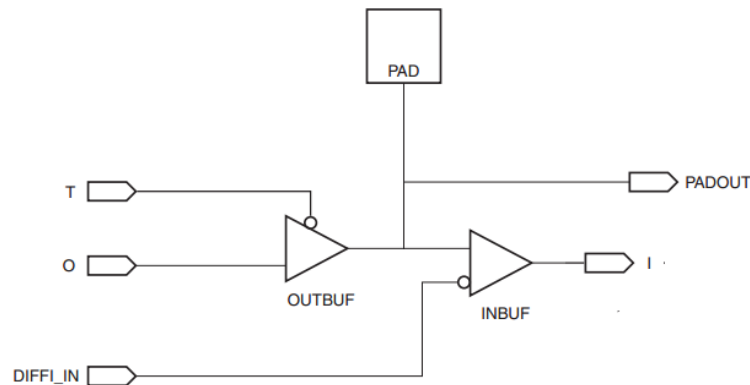 PAD
PADOUT
T
O
I
OUTBUF
INBUF
DIFFI_IN